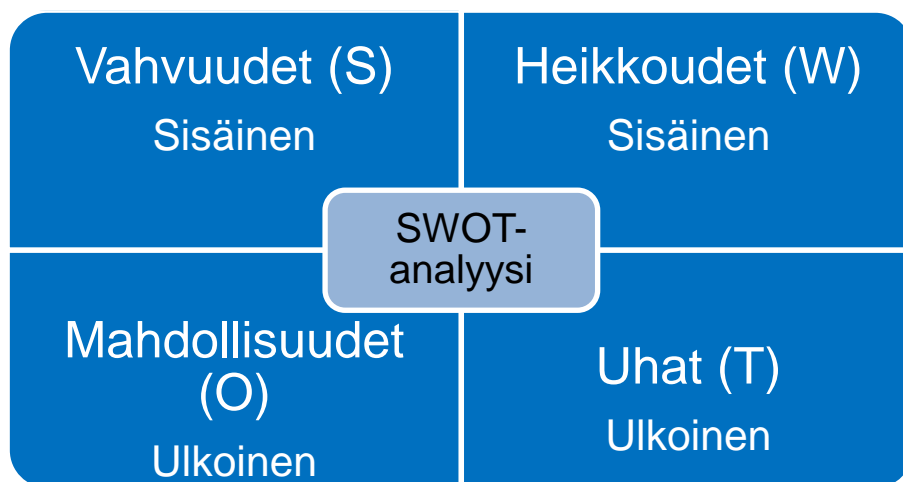 Vahvuudet (S)
Sisäinen
Heikkoudet (W)
Sisäinen
SWOT-
analyysi
Mahdollisuudet
(O)
Ulkoinen
Uhat (T)
Ulkoinen